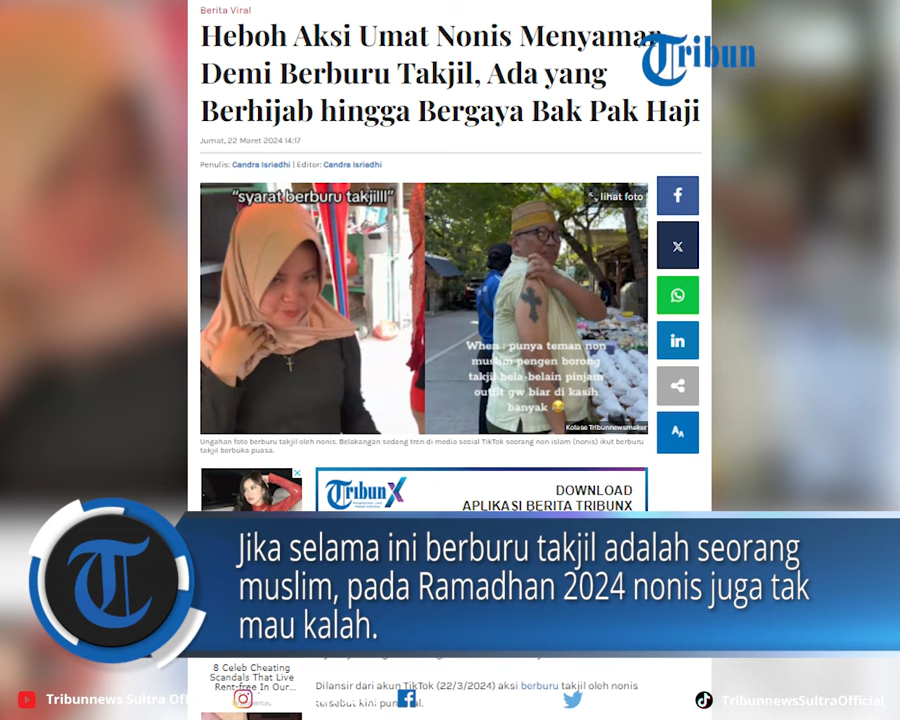 Berita Viral
Heboh Aksi Umat Nonis Menyamar
Demi Berburu Takjil, Ada yang
Berhijab hingga Bergaya Bak Pak Haji
Tribun
Jumat, 22 Maret 2024 14:17
Penulis: Candra Isriadhi | Editor: Candra Isriadhi
"syarat berburu takjilll"
lihat foto
When : punya teman non
muslim pengen borong
takjil bela-belain pinjam
outfit gw biar di kasih
banyak 😂
Kolase Tribunnewsmaker
Ungahan foto berburu takjil oleh nonis. Belakangan sedang tren di media sosial TikTok seorang non islam (nonis) ikut berburu
takjil berbuka puasa.
TribunX
DOWNLOAD
APLIKASI BERITA TRIBUNX
Jika selama ini berburu takjil adalah seorang
muslim, pada Ramadhan 2024 nonis juga tak
mau kalah.
8 Celeb Cheating
Scandals That Live
Rent-free In Our...
Dilansir dari akun TikTok (22/3/2024) aksi berburu takjil oleh nonis
tersebut kini
Tribunnews Sultra Off
TribunnewsSultraOfficial